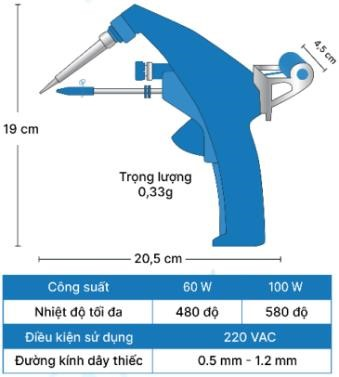 4,5 cm
19 cm
Trọng lượng
0,33g
20,5 cm
Công suất 60 W 100 W
Nhiệt độ tối đa 480 độ 580 độ
Điều kiện sử dụng 220 VAC
Đường kính dây thiếc 0.5 mm - 1.2 mm